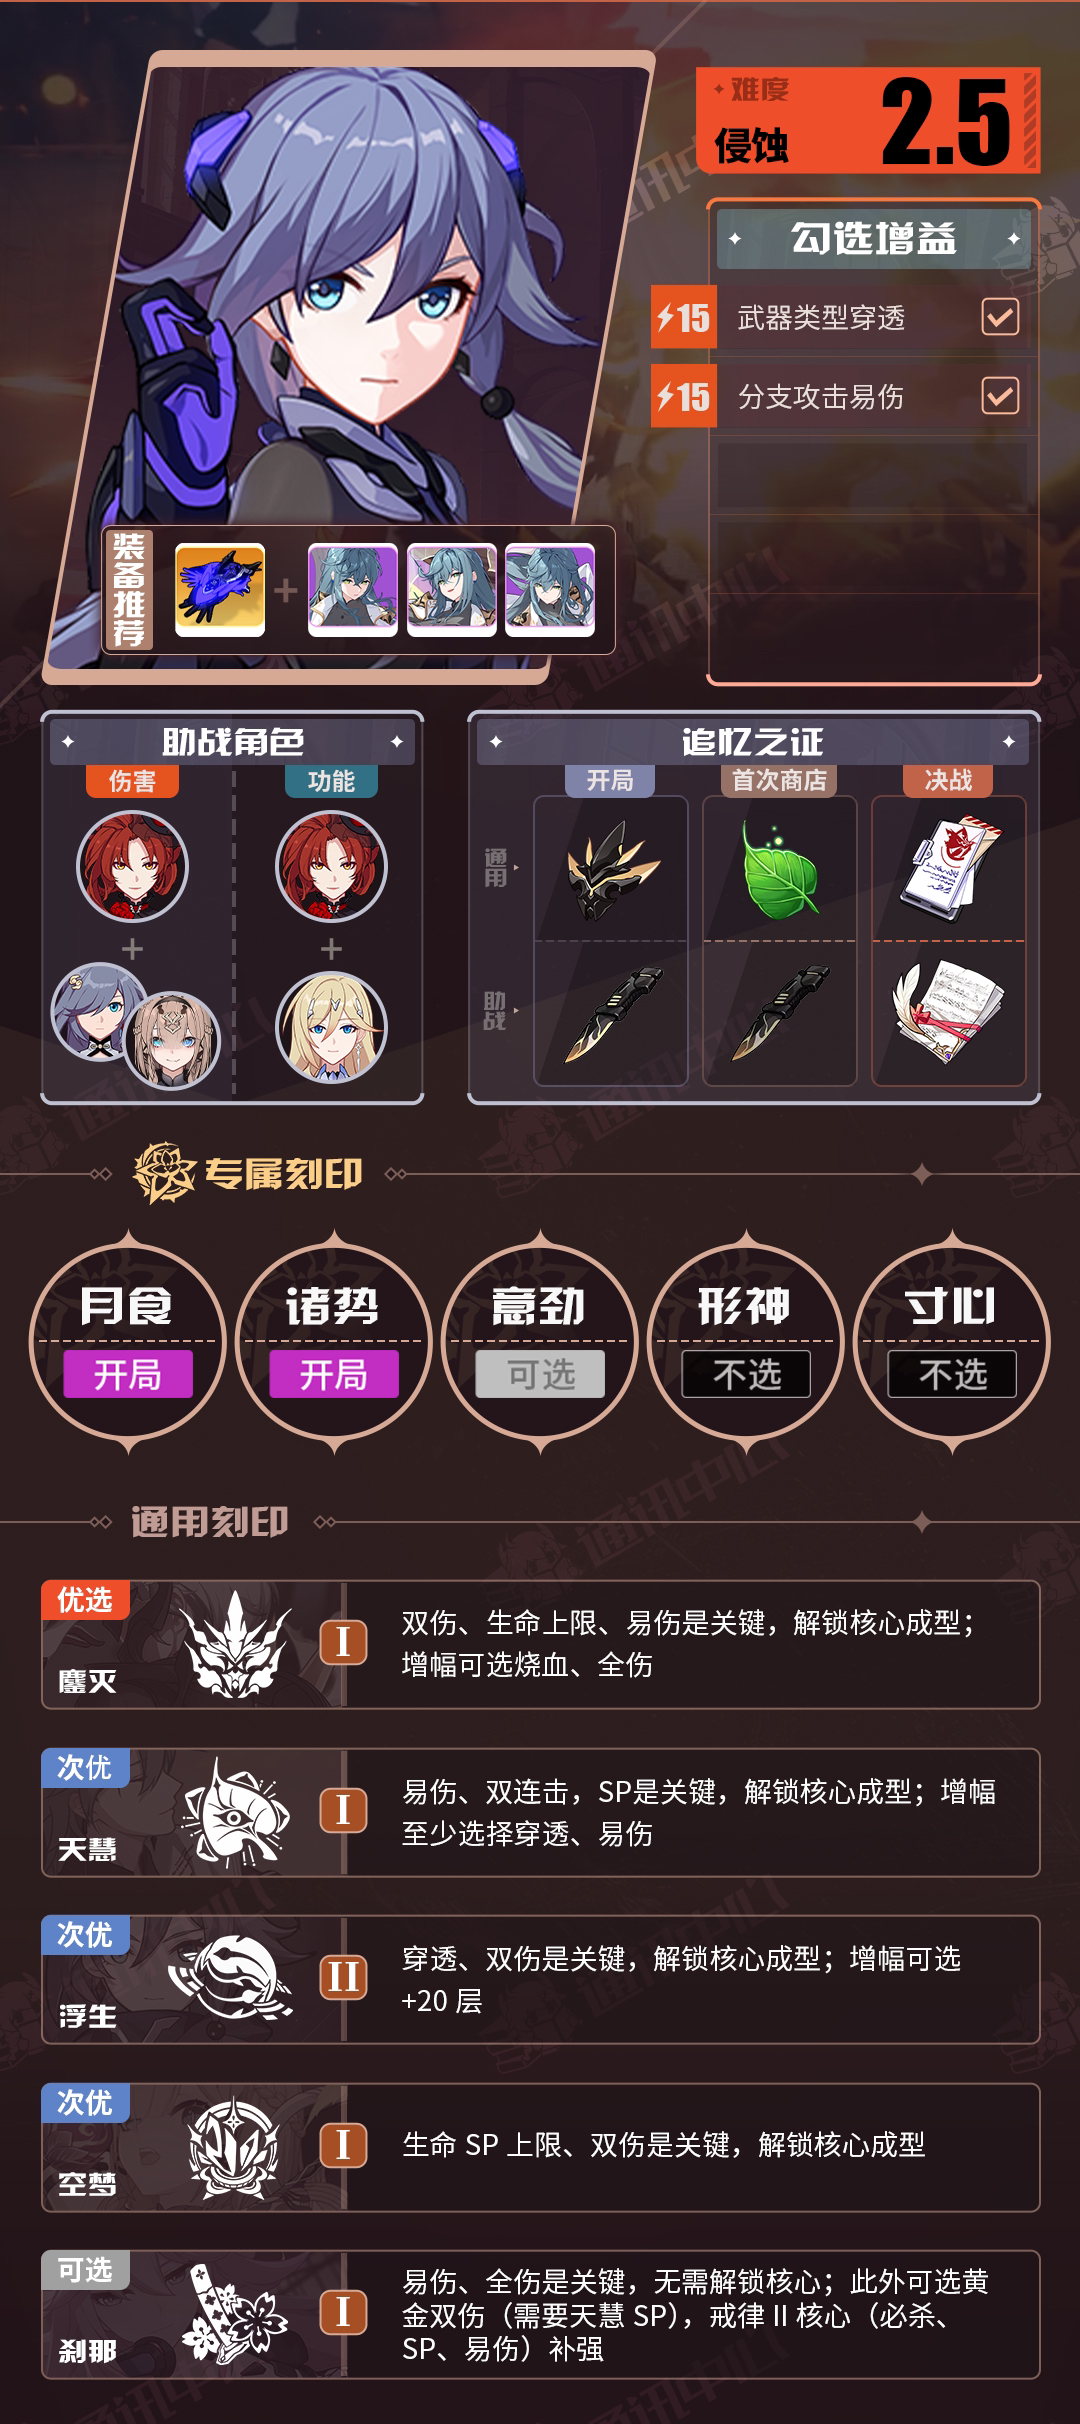 难度
侵蚀
2.5
勾选增益
15 武器类型穿透
15 分支攻击易伤
装备推荐
助战角色
伤害
功能
追忆之证
开局
首次商店
决战
通用
助战
专属刻印
月食
开局
诸势
开局
意劲
可选
形神
不选
寸心
不选
通用刻印
优选
鏖灭
I
双伤、生命上限、易伤是关键，解锁核心成型；
增幅可选烧血、全伤
次优
天慧
I
易伤、双连击，SP是关键，解锁核心成型；增幅
至少选择穿透、易伤
次优
浮生
II
穿透、双伤是关键，解锁核心成型；增幅可选
+20 层
次优
空梦
I
生命 SP 上限、双伤是关键，解锁核心成型
可选
刹那
I
易伤、全伤是关键，无需解锁核心；此外可选黄
金双伤（需要天慧 SP），戒律 II 核心（必杀、
SP、易伤）补强
通讯中心